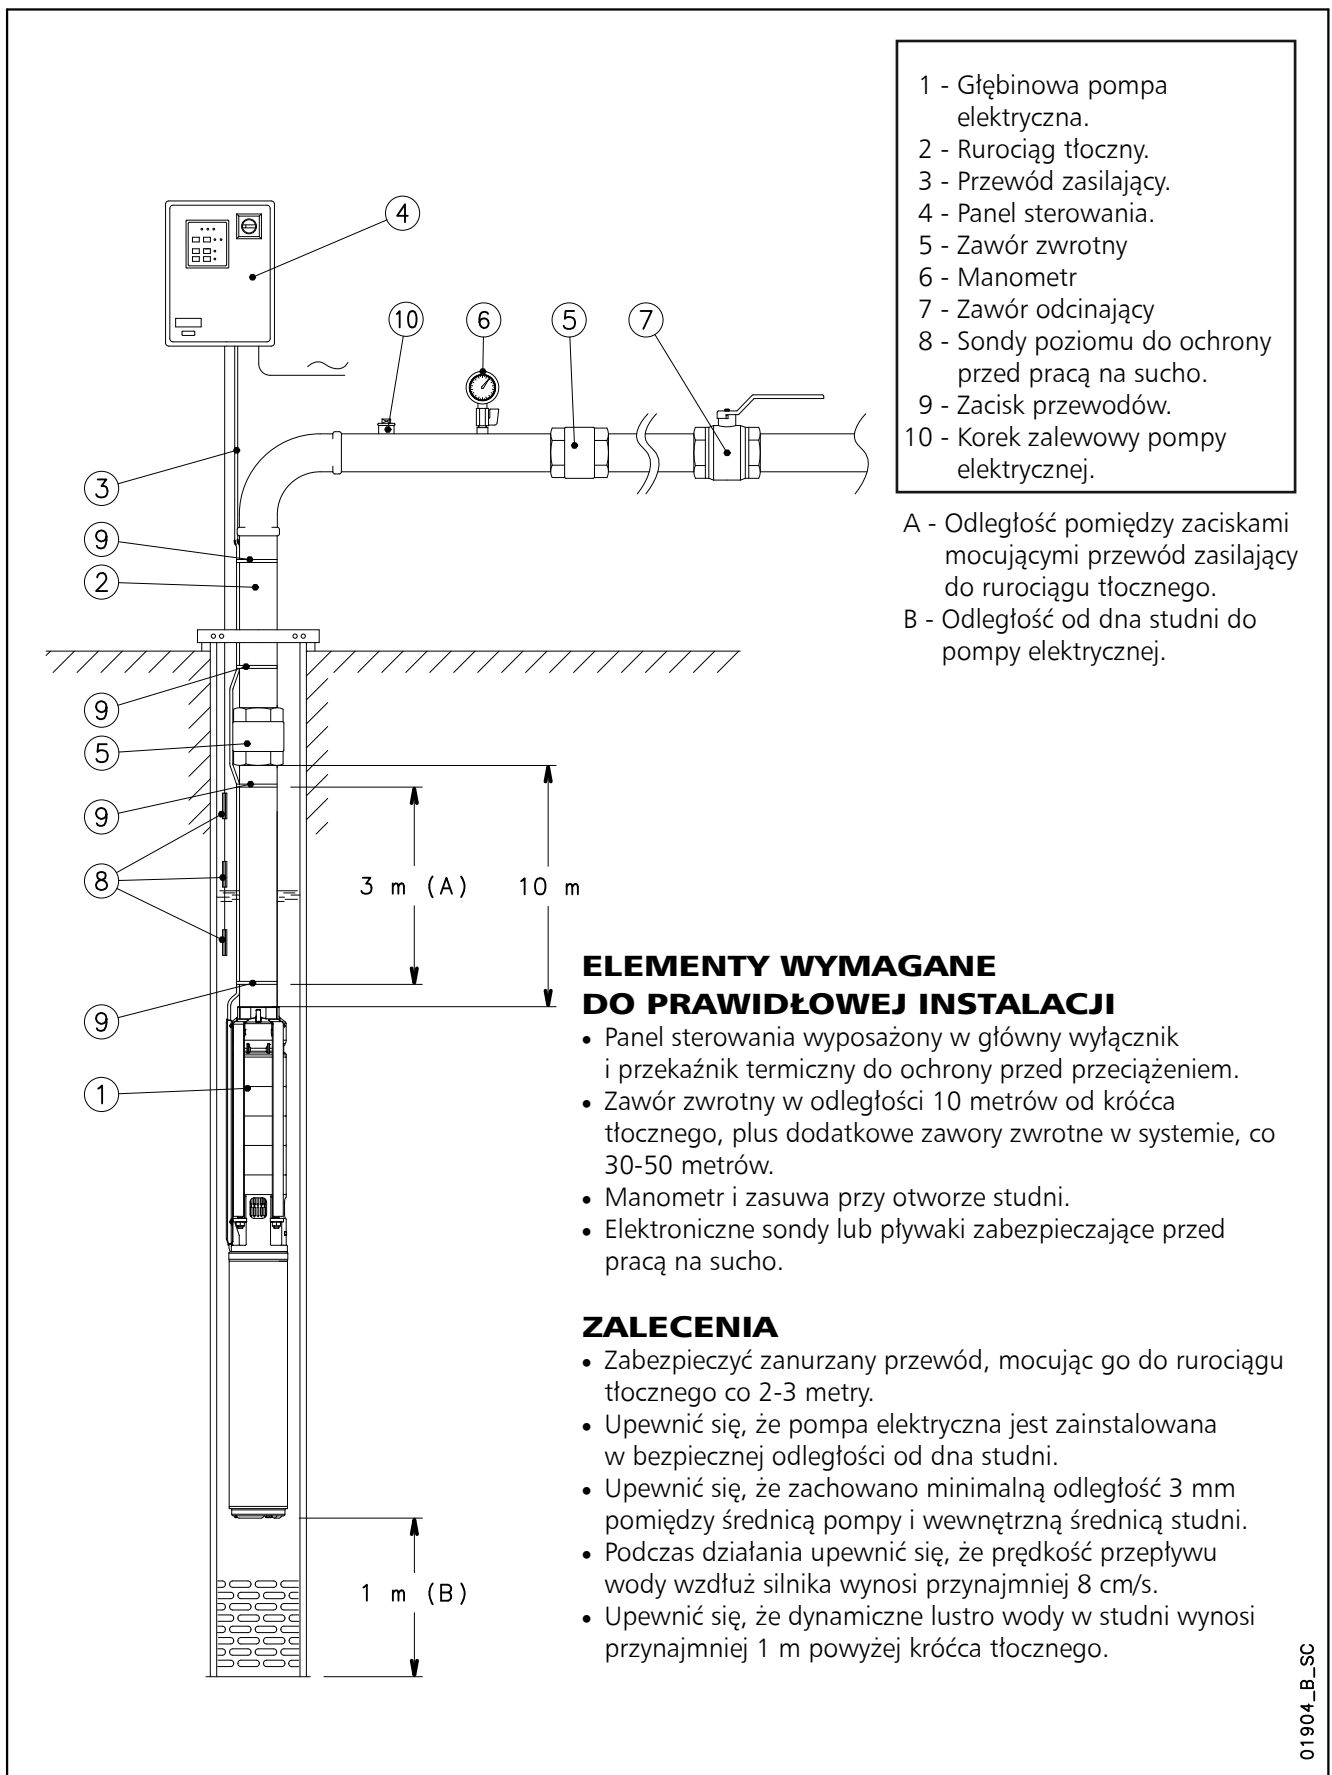 1 - Głębinowa pompa
elektryczna.
2 - Rurociąg tłoczny.
3 - Przewód zasilający.
4 - Panel sterowania.
5 - Zawór zwrotny
6 - Manometr
7 - Zawór odcinający
8 - Sondy poziomu do ochrony
przed pracą na sucho.
9 - Zacisk przewodów.
10 - Korek zalewowy pompy
elektrycznej.
A - Odległość pomiędzy zaciskami
mocującymi przewód zasilający
do rurociągu tłocznego.
B - Odległość od dna studni do
pompy elektrycznej.
4
10
6
5
7
3
9
2
9
5
9
8
3 m (A)
10 m
9
1
1 m (B)
ELEMENTY WYMAGANE
DO PRAWIDŁOWEJ INSTALACJI
• Panel sterowania wyposażony w główny wyłącznik
i przekaźnik termiczny do ochrony przed przeciążeniem.
• Zawór zwrotny w odległości 10 metrów od króćca
tłocznego, plus dodatkowe zawory zwrotne w systemie, co
30-50 metrów.
• Manometr i zasuwa przy otworze studni.
• Elektroniczne sondy lub pływaki zabezpieczające przed
pracą na sucho.
ZALECENIA
• Zabezpieczyć zanurzany przewód, mocując go do rurociągu
tłocznego co 2-3 metry.
• Upewnić się, że pompa elektryczna jest zainstalowana
w bezpiecznej odległości od dna studni.
• Upewnić się, że zachowano minimalną odległość 3 mm
pomiędzy średnicą pompy i wewnętrzną średnicą studni.
• Podczas działania upewnić się, że prędkość przepływu
wody wzdłuż silnika wynosi przynajmniej 8 cm/s.
• Upewnić się, że dynamiczne lustro wody w studni wynosi
przynajmniej 1 m powyżej króćca tłocznego.
01904_B_SC